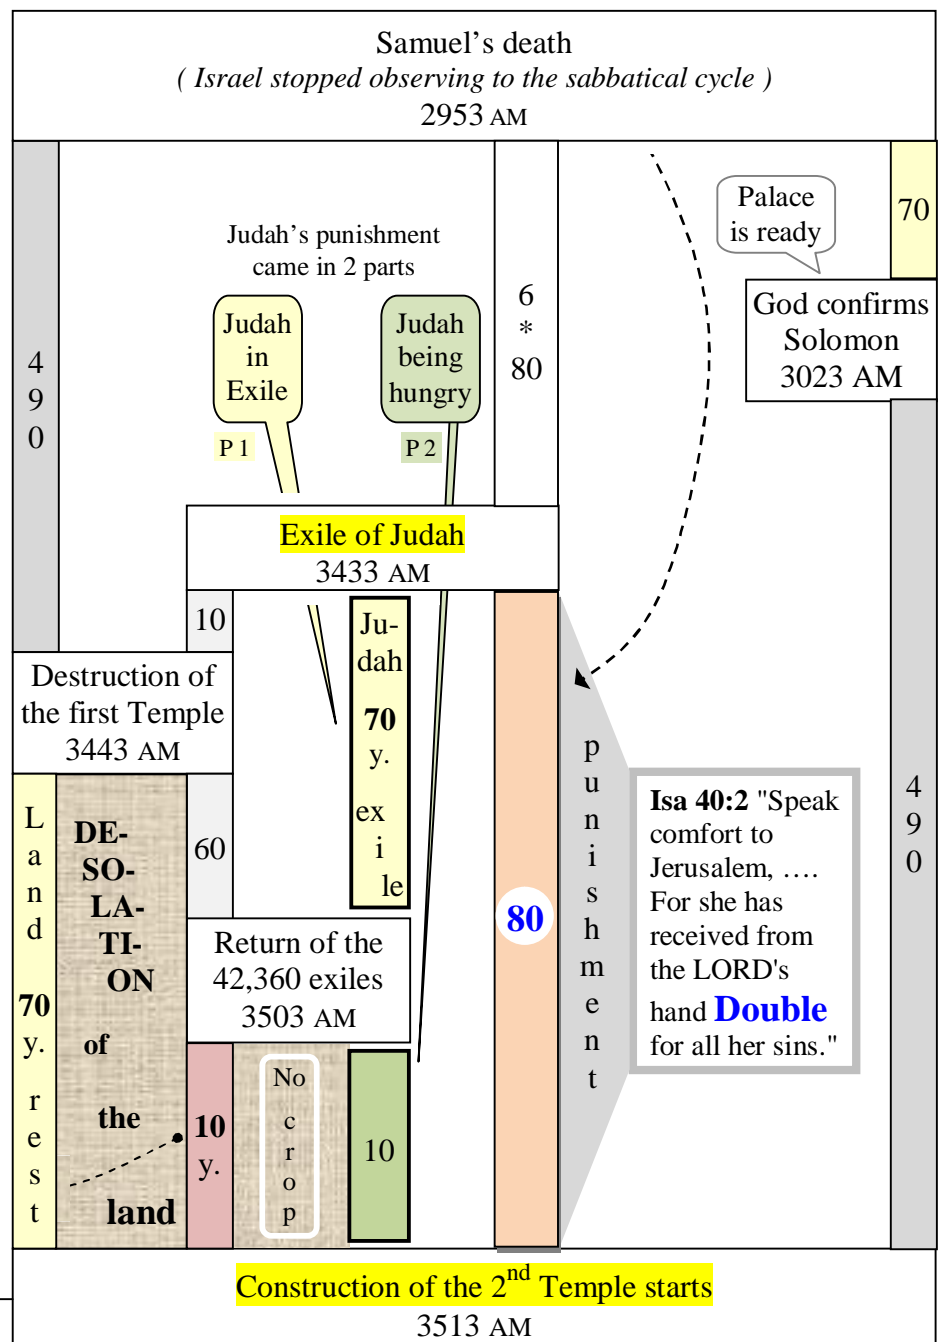 Samuel’s death
( Israel stopped observing to the sabbatical cycle )
2953 AM
70
Palace
is ready
Judah’s punishment
came in 2 parts
God confirms
Solomon
3023 AM
6
*
80
Judah
in
Exile
Judah
being
hungry
4
9
0
P 1
P 2
Exile of Judah
3433 AM
10
Ju-
dah
70
y.
ex
i
le
Destruction of
the first Temple
3443 AM
p
u
n
i
s
h
m
e
n
t
Isa 40:2 "Speak
comfort to
Jerusalem, ….
For she has
received from
the LORD's
hand Double
for all her sins."
4
9
0
L
a
n
d
70
y.
r
e
s
t
DE-
SO-
LA-
TI-
ON
of
the
land
60
80
Return of the
42,360 exiles
3503 AM
10
y.
No
c
r
o
p
10
Construction of the 2nd Temple starts
3513 AM